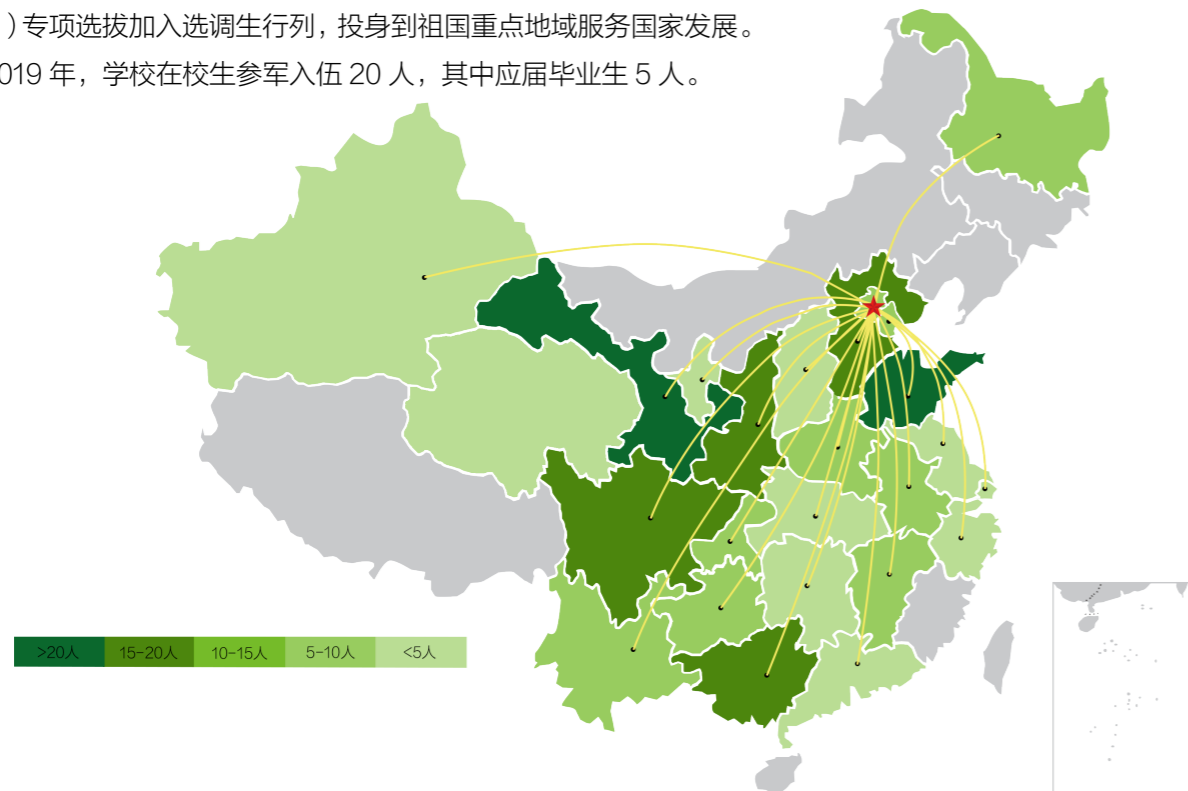 ）专项选拔加入选调生行列，投身到祖国重点地域服务国家发展。
019 年，学校在校生参军入伍 20 人，其中应届毕业生 5 人。
>20人 15-20人 10-15人 5-10人 <5人